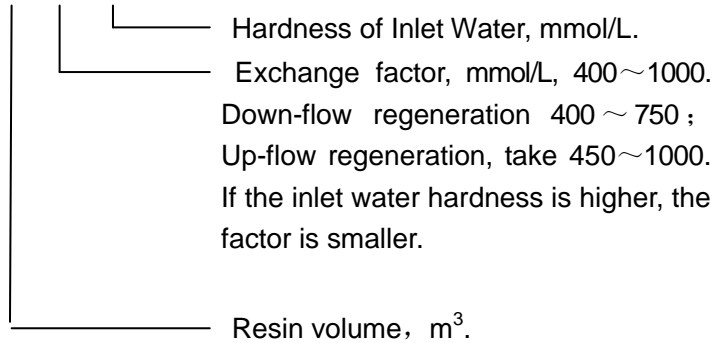 Hardness of Inlet Water, mmol/L.
Exchange factor, mmol/L, 400～1000.
Down-flow regeneration 400～750；
Up-flow regeneration, take 450～1000.
If the inlet water hardness is higher, the
factor is smaller.
Resin volume，m³.